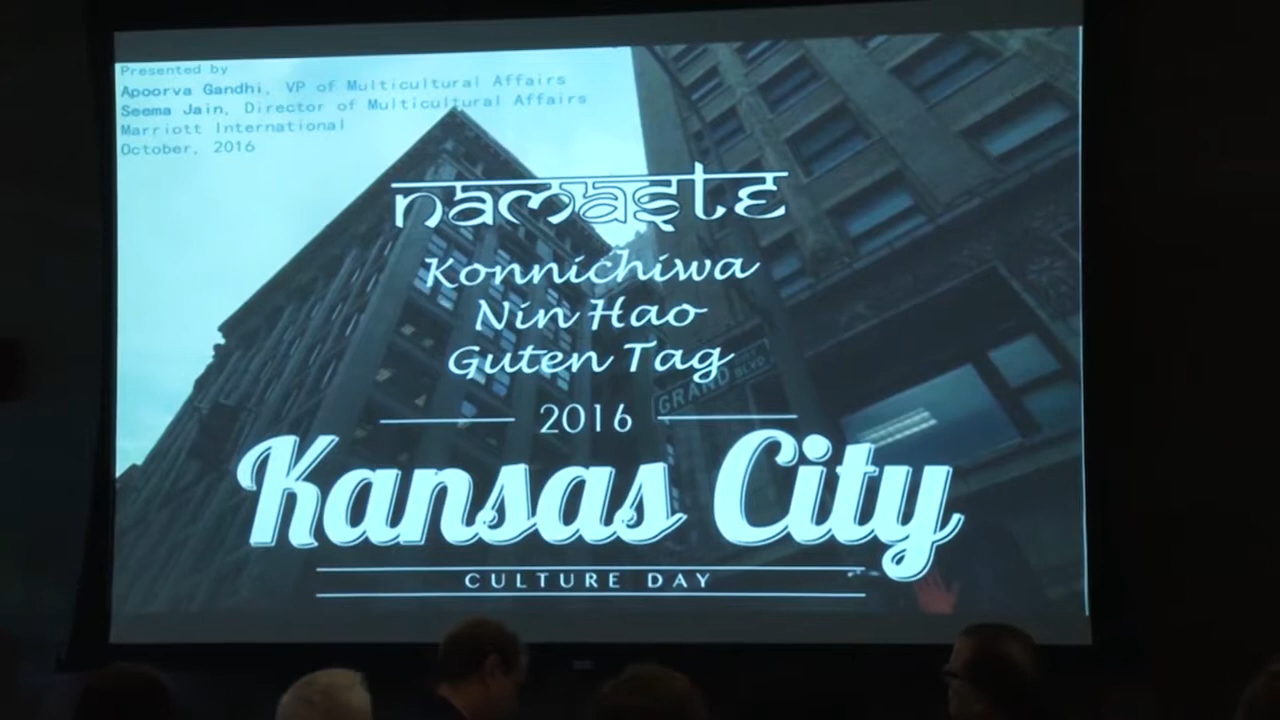 Presented by
Apoorva Gandhi, VP of Multicultural Affairs
Seema Jain, Director of Multicultural Affairs
Marriott International
October, 2016
namaste
Konnichiwa
Nin Hao
Guten Tag
GRAND BLVD
2016
Kansas City
CULTURE DAY